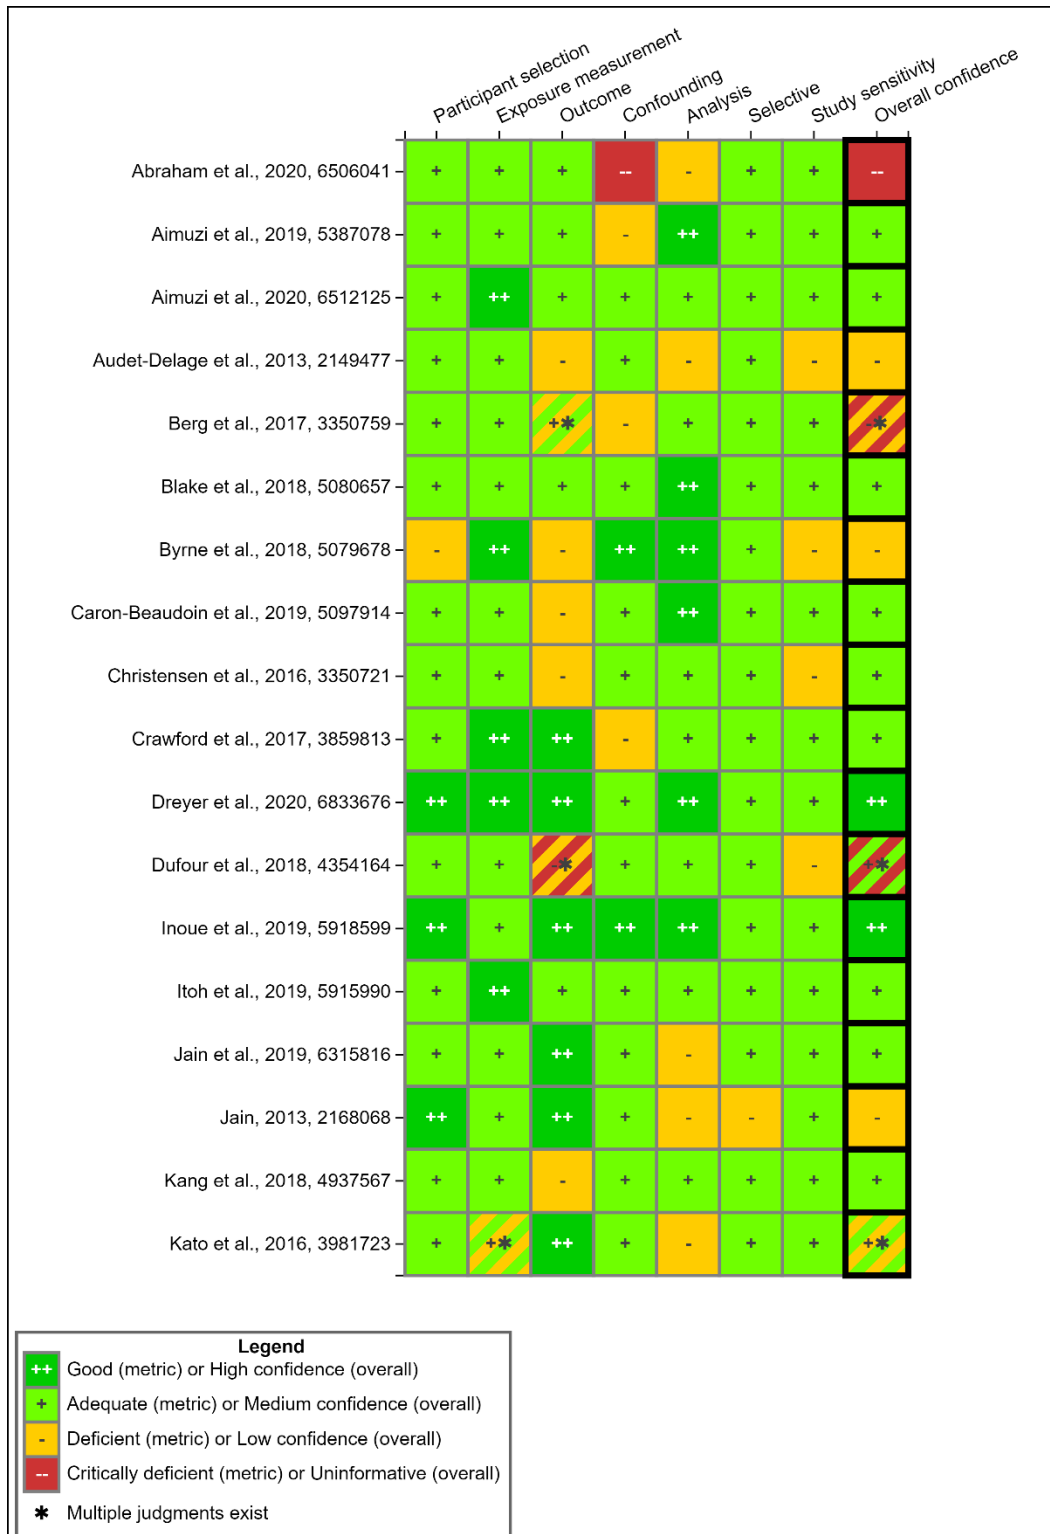 Participant selection
Exposure measurement
Outcome
Confounding
Analysis
Selective
Study sensitivity
Overall confidence
Abraham et al., 2020, 6506041 + + + -- - + + --
Aimuzi et al., 2019, 5387078 + + + - ++ + + +
Aimuzi et al., 2020, 6512125 + ++ + + + + + +
Audet-Delage et al., 2013, 2149477 + + - + - + - -
Berg et al., 2017, 3350759 + + +* - + + + -*
Blake et al., 2018, 5080657 + + + + ++ + + +
Byrne et al., 2018, 5079678 - ++ - ++ ++ + - -
Caron-Beaudoin et al., 2019, 5097914 + + - + ++ + + +
Christensen et al., 2016, 3350721 + + - + + + - +
Crawford et al., 2017, 3859813 + ++ ++ - + + + +
Dreyer et al., 2020, 6833676 ++ ++ ++ + ++ + + ++
Dufour et al., 2018, 4354164 + + -* + + + - +*
Inoue et al., 2019, 5918599 ++ + ++ ++ ++ + + ++
Itoh et al., 2019, 5915990 + ++ + + + + + +
Jain et al., 2019, 6315816 + + ++ + - + + +
Jain, 2013, 2168068 ++ + ++ + - - + -
Kang et al., 2018, 4937567 + + - + + + + +
Kato et al., 2016, 3981723 + +* ++ + - + + +*
Legend
++ Good (metric) or High confidence (overall)
+ Adequate (metric) or Medium confidence (overall)
- Deficient (metric) or Low confidence (overall)
-- Critically deficient (metric) or Uninformative (overall)
* Multiple judgments exist